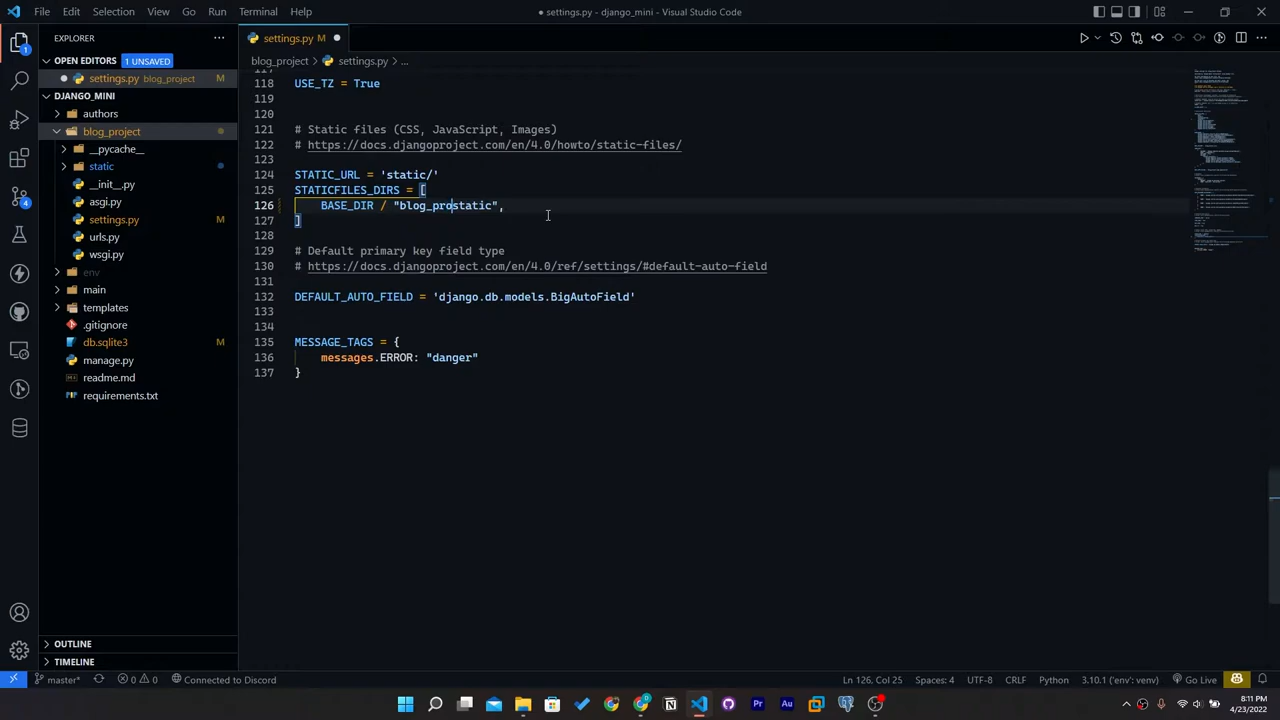 File Edit Selection View Go Run Terminal Help
● settings.py - django_mini - Visual Studio Code
EXPLORER
OPEN EDITORS 1 UNSAVED
settings.py blog_project M
DJANGO_MINI
authors
blog_project
__pycache__
static
__init__.py
asgi.py
settings.py M
urls.py
wsgi.py
env
main
templates
.gitignore
db.sqlite3 M
manage.py
readme.md
requirements.txt
OUTLINE
TIMELINE
1
4
settings.py M
blog_project > settings.py > ...
117
118 USE_TZ = True
119
120
121 # Static files (CSS, JavaScript, Images)
122 # https://docs.djangoproject.com/en/4.0/howto/static-files/
123
124 STATIC_URL = 'static/'
125 STATICFILES_DIRS = [
126 BASE_DIR /
127 ]
128
129 # Default primary key field type
130 # https://docs.djangoproject.com/en/4.0/ref/settings/#default-auto-field
131
132 DEFAULT_AUTO_FIELD = 'django.db.models.BigAutoField'
133
134
135 MESSAGE_TAGS = {
136 messages.ERROR: "danger"
137 }
master* 0 0 Connected to Discord
Ln 126, Col 25 Spaces: 4 UTF-8 CRLF Python 3.10.1 ('env': venv) Go Live
8:11 PM
4/23/2022